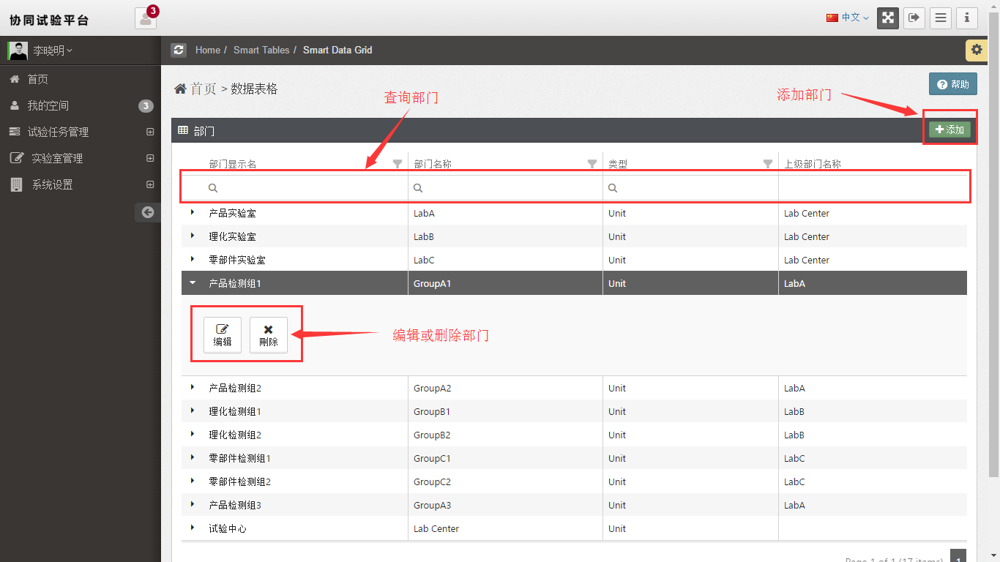 协同试验平台
3
中文
李晓明
Home / Smart Tables / Smart Data Grid
首页
我的空间 3
试验任务管理
实验室管理
系统设置
首页 > 数据表格
帮助
查询部门
添加部门
部门
添加
部门显示名 部门名称 类型 上级部门名称
产品实验室 LabA Unit Lab Center
理化实验室 LabB Unit Lab Center
零部件实验室 LabC Unit Lab Center
产品检测组1 GroupA1 Unit LabA
编辑 刪除
编辑或删除部门
产品检测组2 GroupA2 Unit LabA
理化检测组1 GroupB1 Unit LabB
理化检测组2 GroupB2 Unit LabB
零部件检测组1 GroupC1 Unit LabC
零部件检测组2 GroupC2 Unit LabC
产品检测组3 GroupA3 Unit LabA
试验中心 Lab Center Unit
Page 1 of 1 (17 items) 1